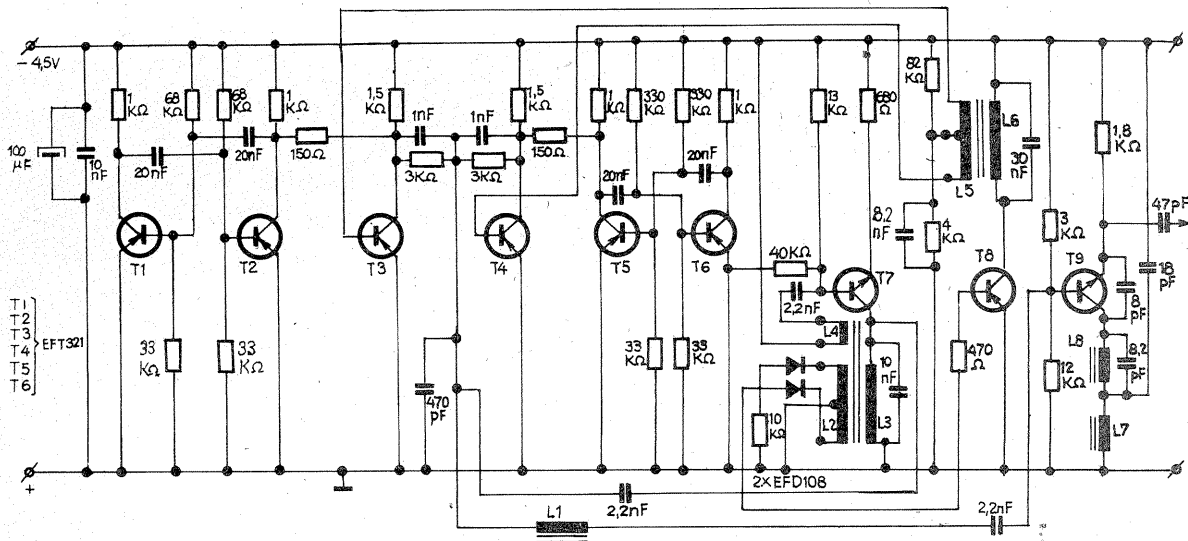 - 4,5V
+
100 µF
10 nF
1 KΩ
68 KΩ
68 KΩ
1 KΩ
20nF
20nF
150Ω
1,5 KΩ
1nF
1nF
3KΩ
3KΩ
1,5 KΩ
150Ω
1 KΩ
330 KΩ
330 KΩ
1 KΩ
20nF
20nF
13 KΩ
680 Ω
82 KΩ
L6
30 nF
L5
8,2 nF
4 KΩ
1,8 KΩ
47pF
3 KΩ
18 pF
8 pF
T1
T2
T3
T4
T5
T6
T7
T8
T9
40KΩ
2,2nF
L4
T1
T2
T3
T4
T5
T6
EFT321
33 KΩ
33 KΩ
470 pF
33 KΩ
33 KΩ
10 KΩ
L2
L3
10 nF
470 Ω
12 KΩ
L8
8,2 pF
L7
2XEFD108
2,2nF
L1
2,2nF